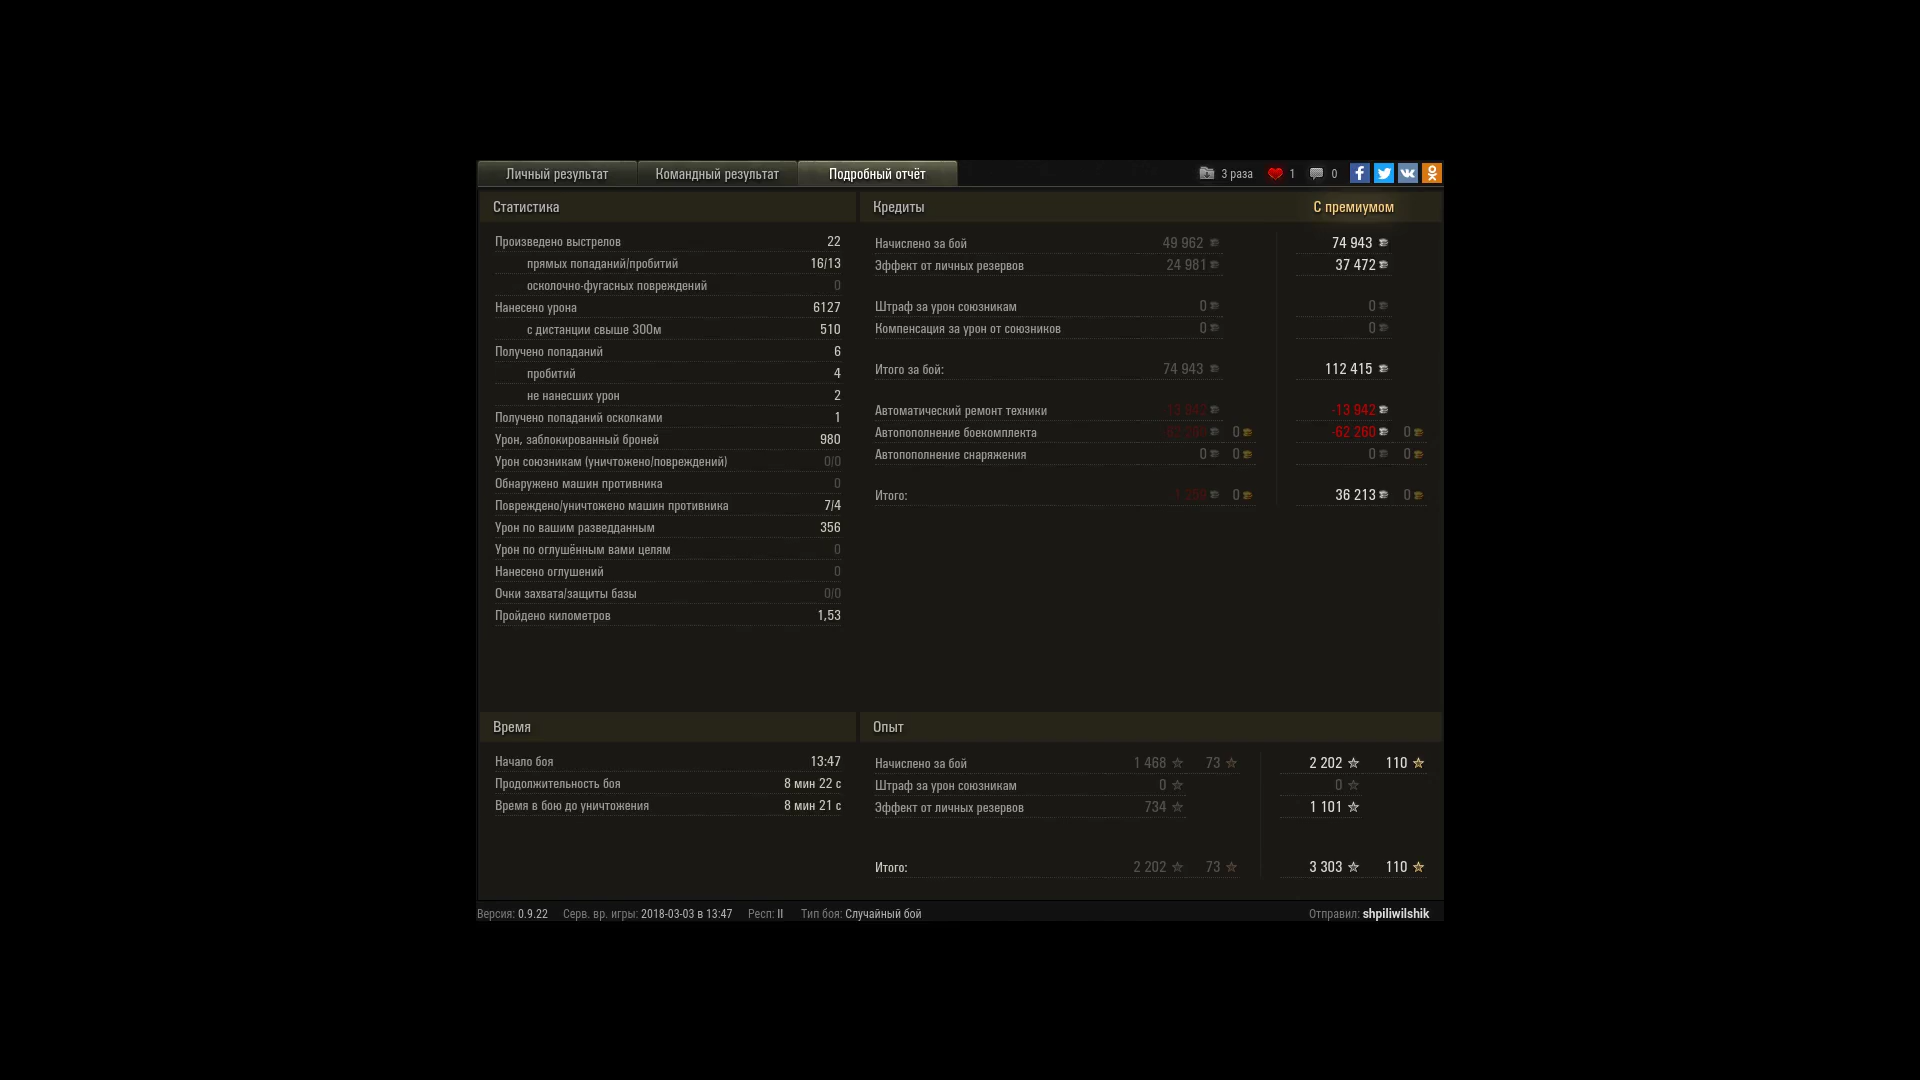 Личный результат Командный результат Подробный отчёт 3 раза 1 0
Статистика
Произведено выстрелов 22
прямых попаданий/пробитий 16/13
осколочно-фугасных повреждений 0
Нанесено урона 6127
с дистанции свыше 300м 510
Получено попаданий 6
пробитий 4
не нанесших урон 2
Получено попаданий осколками 1
Урон, заблокированный броней 980
Урон союзникам (уничтожено/повреждений) 0/0
Обнаружено машин противника 0
Повреждено/уничтожено машин противника 7/4
Урон по вашим разведданным 356
Урон по оглушённым вами целям 0
Нанесено оглушений 0
Очки захвата/защиты базы 0/0
Пройдено километров 1,53
Кредиты С премиумом
Начислено за бой 49 962 74 943
Эффект от личных резервов 24 981 37 472
Штраф за урон союзникам 0 0
Компенсация за урон от союзников 0 0
Итого за бой: 74 943 112 415
Автоматический ремонт техники -13 942 -13 942
Автопополнение боекомплекта -62 260 0 -62 260 0
Автопополнение снаряжения 0 0 0 0
Итого: -1 259 0 36 213 0
Время
Начало боя 13:47
Продолжительность боя 8 мин 22 с
Время в бою до уничтожения 8 мин 21 с
Опыт
Начислено за бой 1 468 73 2 202 110
Штраф за урон союзникам 0 0
Эффект от личных резервов 734 1 101
Итого: 2 202 73 3 303 110
Версия: 0.9.22 Серв. вр. игры: 2018-03-03 в 13:47 Респ: II Тип боя: Случайный бой Отправил: shpiliwilshik